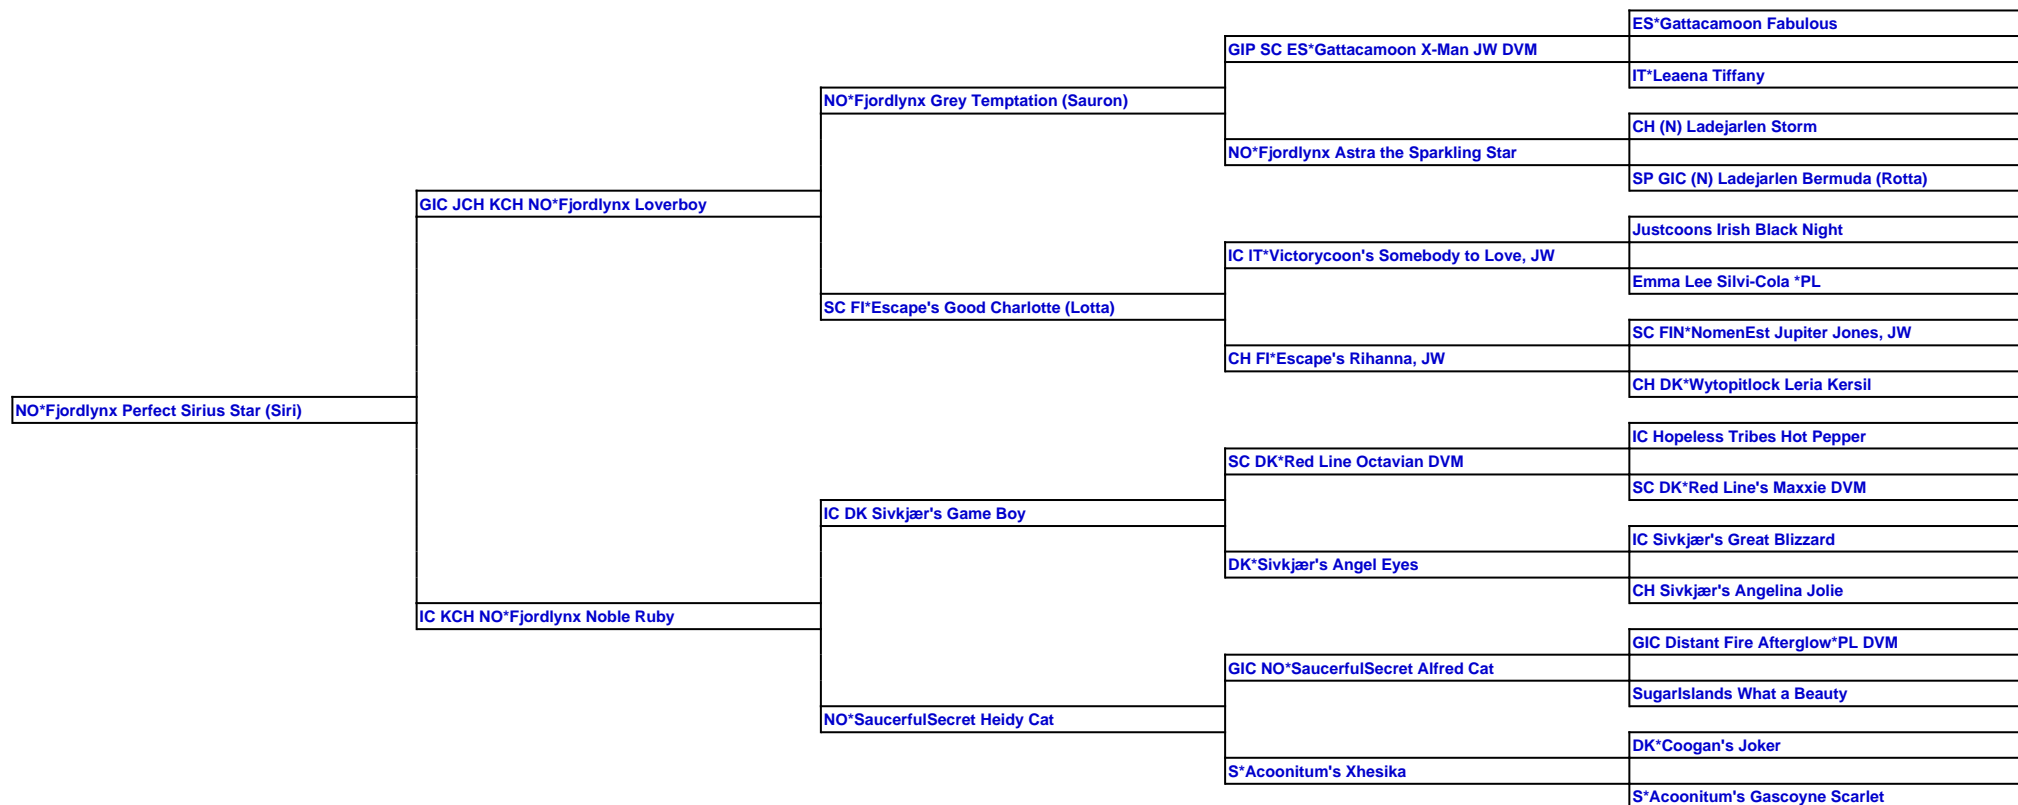 ES*Gattacamoon Fabulous
GIP SC ES*Gattacamoon X-Man JW DVM
IT*Leaena Tiffany
NO*Fjordlynx Grey Temptation (Sauron)
CH (N) Ladejarlen Storm
NO*Fjordlynx Astra the Sparkling Star
SP GIC (N) Ladejarlen Bermuda (Rotta)
GIC JCH KCH NO*Fjordlynx Loverboy
Justcoons Irish Black Night
IC IT*Victorycoon's Somebody to Love, JW
Emma Lee Silvi-Cola *PL
SC FI*Escape's Good Charlotte (Lotta)
SC FIN*NomenEst Jupiter Jones, JW
CH FI*Escape's Rihanna, JW
CH DK*Wytopitlock Leria Kersil
NO*Fjordlynx Perfect Sirius Star (Siri)
IC Hopeless Tribes Hot Pepper
SC DK*Red Line Octavian DVM
SC DK*Red Line's Maxxie DVM
IC DK Sivkjær's Game Boy
IC Sivkjær's Great Blizzard
DK*Sivkjær's Angel Eyes
CH Sivkjær's Angelina Jolie
IC KCH NO*Fjordlynx Noble Ruby
GIC Distant Fire Afterglow*PL DVM
GIC NO*SaucerfulSecret Alfred Cat
SugarIslands What a Beauty
NO*SaucerfulSecret Heidy Cat
DK*Coogan's Joker
S*Acoonitum's Xhesika
S*Acoonitum's Gascoyne Scarlet